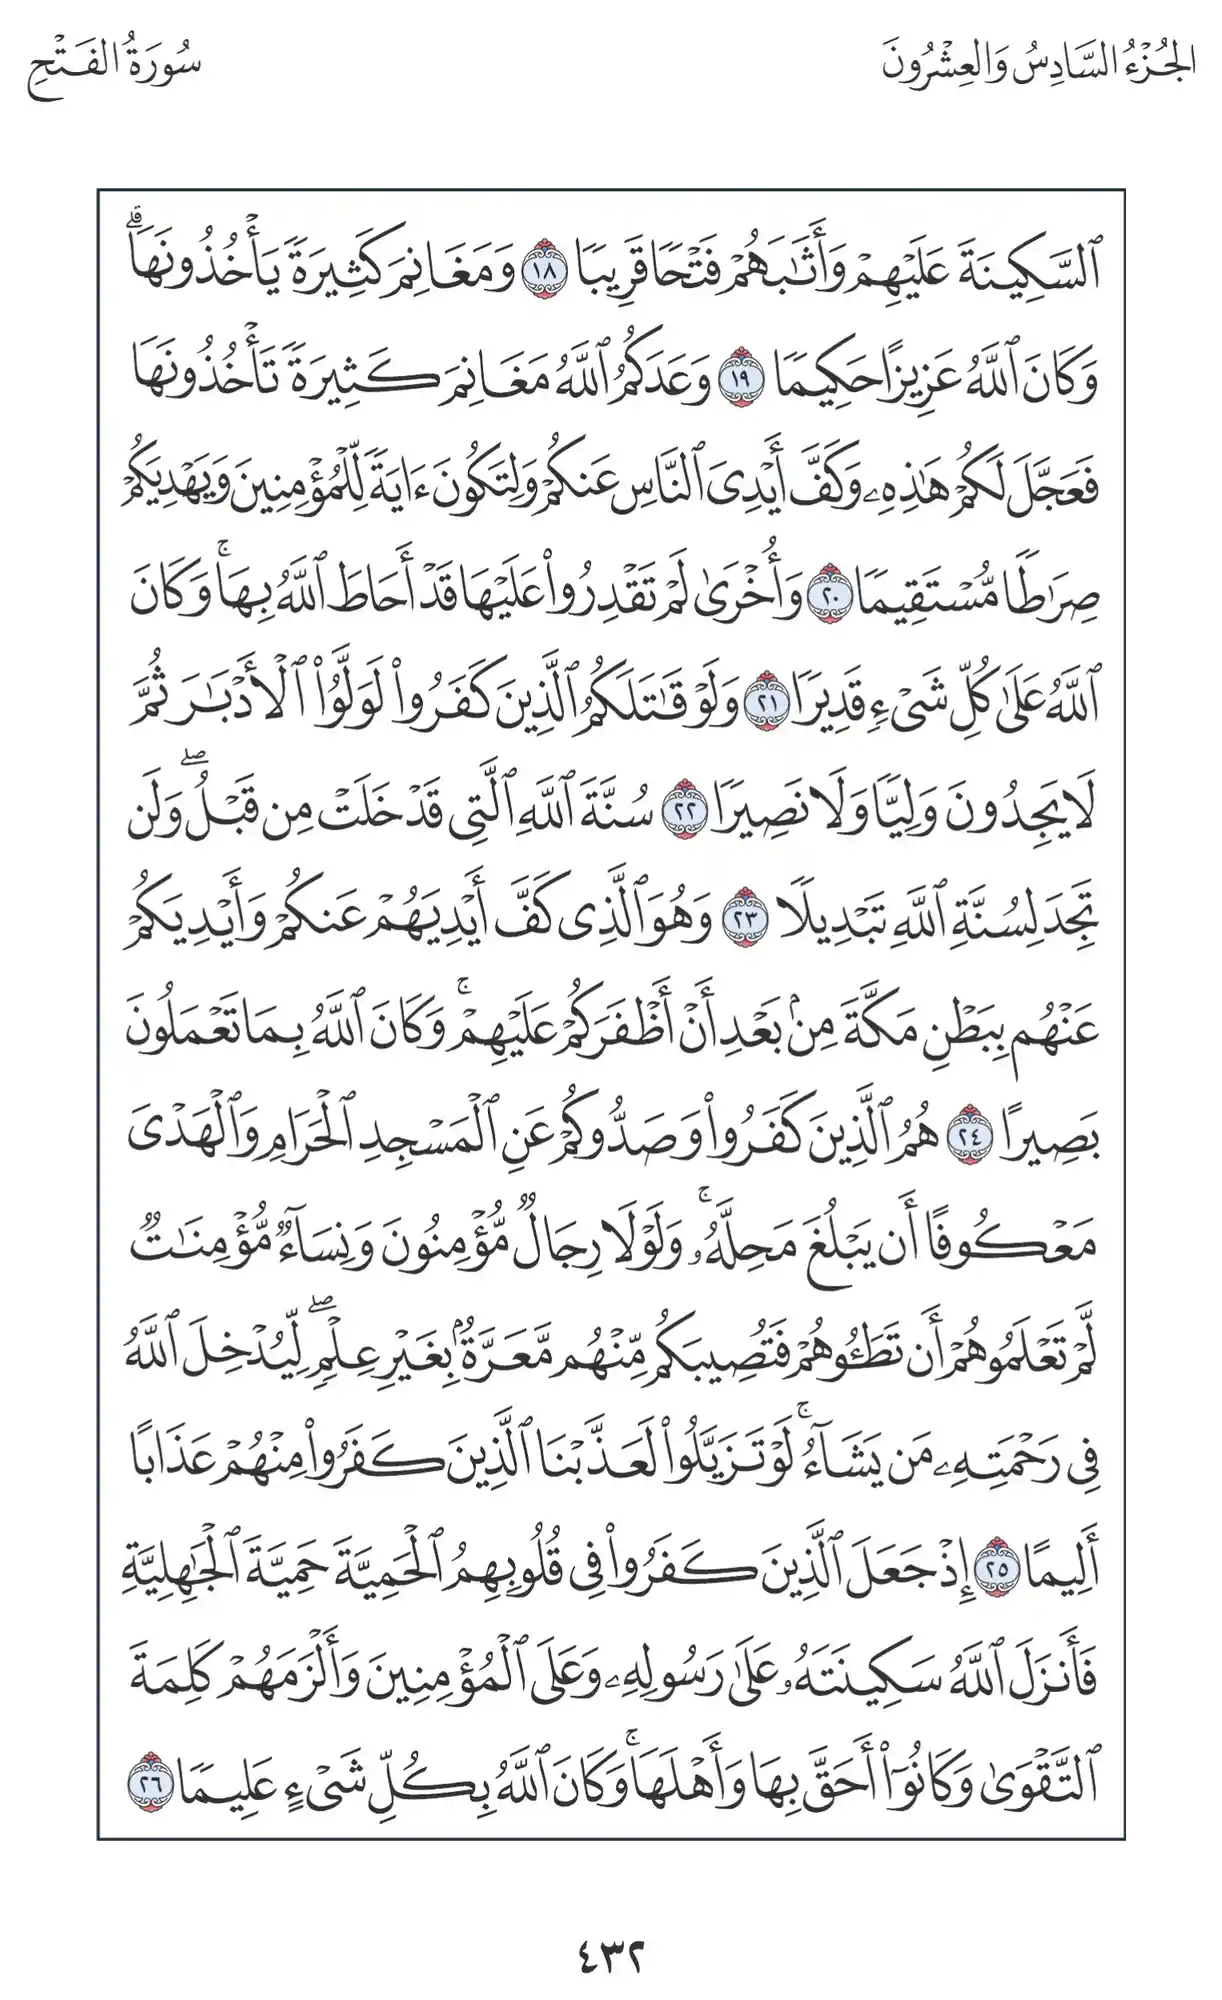 الجُزْءُ السَّادِسُ وَالعِشْرُونَ
سُورَةُ الفَتْحِ
ٱلسَّكِينَةَ عَلَيْهِمْ وَأَثَٰبَهُمْ فَتْحًا قَرِيبًا ١٨ وَمَغَانِمَ كَثِيرَةً يَأْخُذُونَهَاۗ
وَكَانَ ٱللَّهُ عَزِيزًا حَكِيمًا ١٩ وَعَدَكُمُ ٱللَّهُ مَغَانِمَ كَثِيرَةً تَأْخُذُونَهَا
فَعَجَّلَ لَكُمْ هَٰذِهِۦ وَكَفَّ أَيْدِىَ ٱلنَّاسِ عَنكُمْ وَلِتَكُونَ ءَايَةً لِّلْمُؤْمِنِينَ وَيَهْدِيَكُمْ
صِرَٰطًا مُّسْتَقِيمًا ٢٠ وَأُخْرَىٰ لَمْ تَقْدِرُوا۟ عَلَيْهَا قَدْ أَحَاطَ ٱللَّهُ بِهَاۚ وَكَانَ
ٱللَّهُ عَلَىٰ كُلِّ شَىْءٍ قَدِيرًا ٢١ وَلَوْ قَٰتَلَكُمُ ٱلَّذِينَ كَفَرُوا۟ لَوَلَّوُا۟ ٱلْأَدْبَٰرَ ثُمَّ
لَا يَجِدُونَ وَلِيًّا وَلَا نَصِيرًا ٢٢ سُنَّةَ ٱللَّهِ ٱلَّتِى قَدْ خَلَتْ مِن قَبْلُۖ وَلَن
تَجِدَ لِسُنَّةِ ٱللَّهِ تَبْدِيلًا ٢٣ وَهُوَ ٱلَّذِى كَفَّ أَيْدِيَهُمْ عَنكُمْ وَأَيْدِيَكُمْ
عَنْهُم بِبَطْنِ مَكَّةَ مِنۢ بَعْدِ أَنْ أَظْفَرَكُمْ عَلَيْهِمْۚ وَكَانَ ٱللَّهُ بِمَا تَعْمَلُونَ
بَصِيرًا ٢٤ هُمُ ٱلَّذِينَ كَفَرُوا۟ وَصَدُّوكُمْ عَنِ ٱلْمَسْجِدِ ٱلْحَرَامِ وَٱلْهَدْىَ
مَعْكُوفًا أَن يَبْلُغَ مَحِلَّهُۥۚ وَلَوْلَا رِجَالٌ مُّؤْمِنُونَ وَنِسَآءٌ مُّؤْمِنَٰتٌ
لَّمْ تَعْلَمُوهُمْ أَن تَطَـُٔوهُمْ فَتُصِيبَكُم مِّنْهُم مَّعَرَّةٌۢ بِغَيْرِ عِلْمٍۖ لِّيُدْخِلَ ٱللَّهُ
فِى رَحْمَتِهِۦ مَن يَشَآءُۚ لَوْ تَزَيَّلُوا۟ لَعَذَّبْنَا ٱلَّذِينَ كَفَرُوا۟ مِنْهُمْ عَذَابًا
أَلِيمًا ٢٥ إِذْ جَعَلَ ٱلَّذِينَ كَفَرُوا۟ فِى قُلُوبِهِمُ ٱلْحَمِيَّةَ حَمِيَّةَ ٱلْجَٰهِلِيَّةِ
فَأَنزَلَ ٱللَّهُ سَكِينَتَهُۥ عَلَىٰ رَسُولِهِۦ وَعَلَى ٱلْمُؤْمِنِينَ وَأَلْزَمَهُمْ كَلِمَةَ
ٱلتَّقْوَىٰ وَكَانُوٓا۟ أَحَقَّ بِهَا وَأَهْلَهَاۚ وَكَانَ ٱللَّهُ بِكُلِّ شَىْءٍ عَلِيمًا ٢٦
٤٣٢